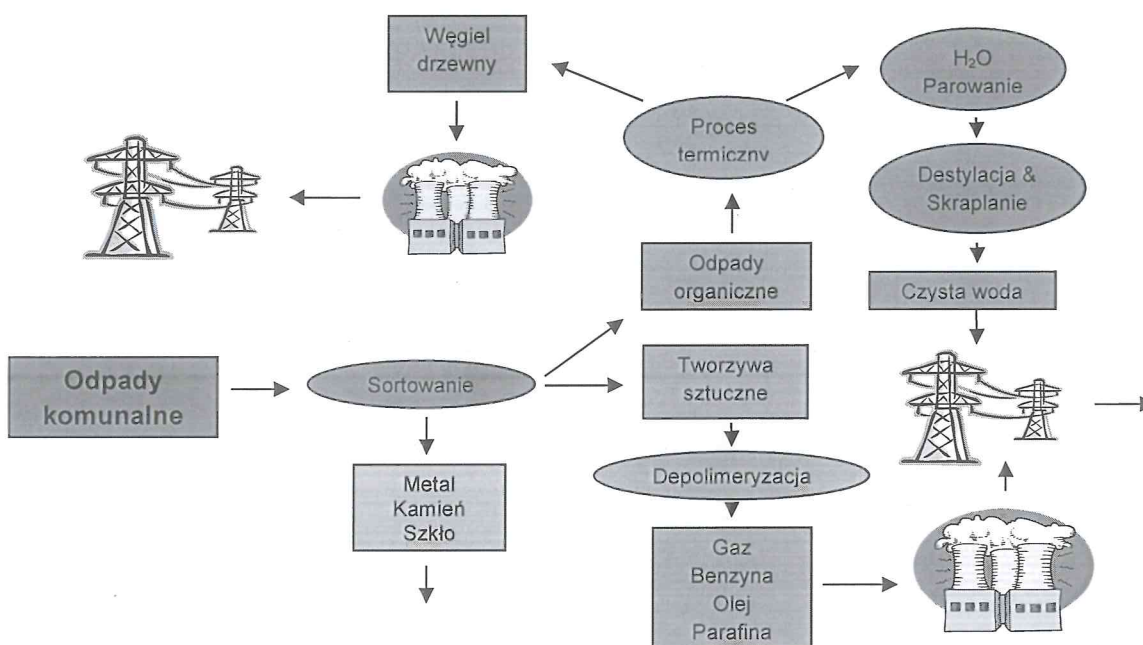 Węgiel
drzewny
H₂O
Parowanie
Proces
termiczny
Destylacja &
Skraplanie
Odpady
organiczne
Czysta woda
Odpady
komunalne
Sortowanie
Tworzywa
sztuczne
Metal
Kamień
Szkło
Depolimeryzacja
Gaz
Benzyna
Olej
Parafina